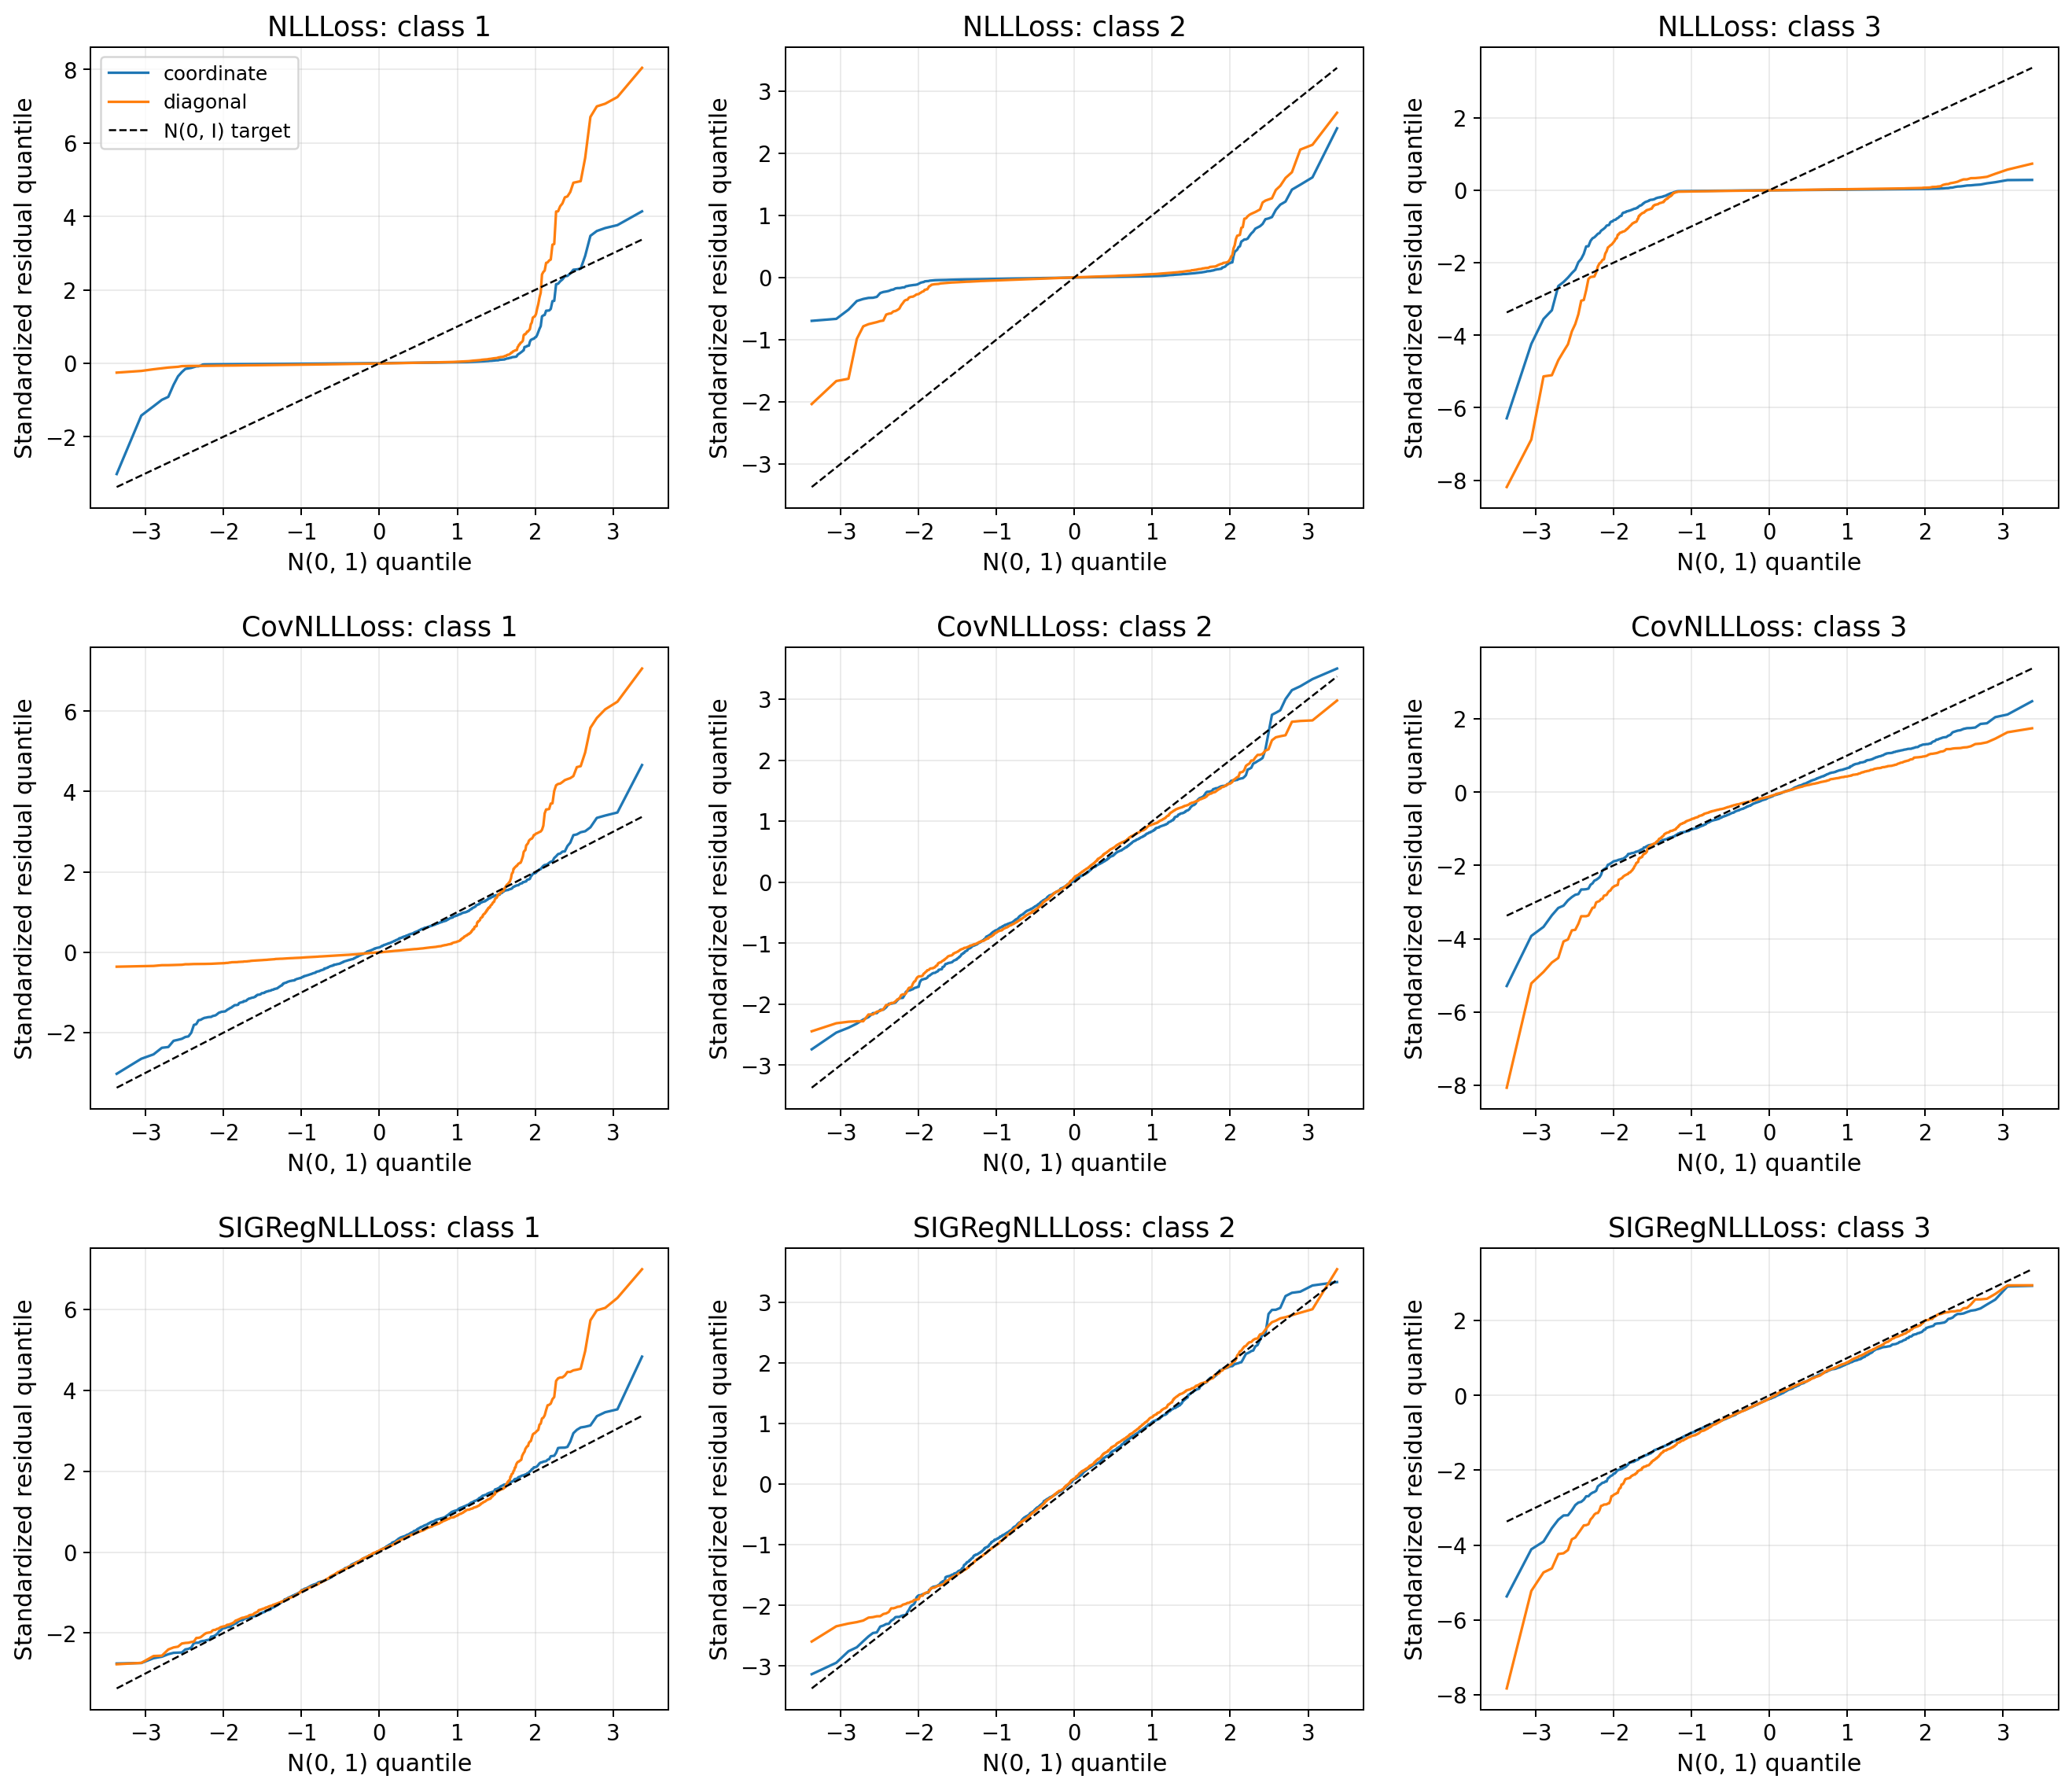 NLLLoss: class 1
NLLLoss: class 2
NLLLoss: class 3
coordinate
diagonal
N(0, I) target
Standardized residual quantile
8
6
4
2
0
−2
−3 −2 −1 0 1 2 3
N(0, 1) quantile
Standardized residual quantile
3
2
1
0
−1
−2
−3
−3 −2 −1 0 1 2 3
N(0, 1) quantile
Standardized residual quantile
2
0
−2
−4
−6
−8
−3 −2 −1 0 1 2 3
N(0, 1) quantile
CovNLLLoss: class 1
CovNLLLoss: class 2
CovNLLLoss: class 3
Standardized residual quantile
6
4
2
0
−2
−3 −2 −1 0 1 2 3
N(0, 1) quantile
Standardized residual quantile
3
2
1
0
−1
−2
−3
−3 −2 −1 0 1 2 3
N(0, 1) quantile
Standardized residual quantile
2
0
−2
−4
−6
−8
−3 −2 −1 0 1 2 3
N(0, 1) quantile
SIGRegNLLLoss: class 1
SIGRegNLLLoss: class 2
SIGRegNLLLoss: class 3
Standardized residual quantile
6
4
2
0
−2
−3 −2 −1 0 1 2 3
N(0, 1) quantile
Standardized residual quantile
3
2
1
0
−1
−2
−3
−3 −2 −1 0 1 2 3
N(0, 1) quantile
Standardized residual quantile
2
0
−2
−4
−6
−8
−3 −2 −1 0 1 2 3
N(0, 1) quantile